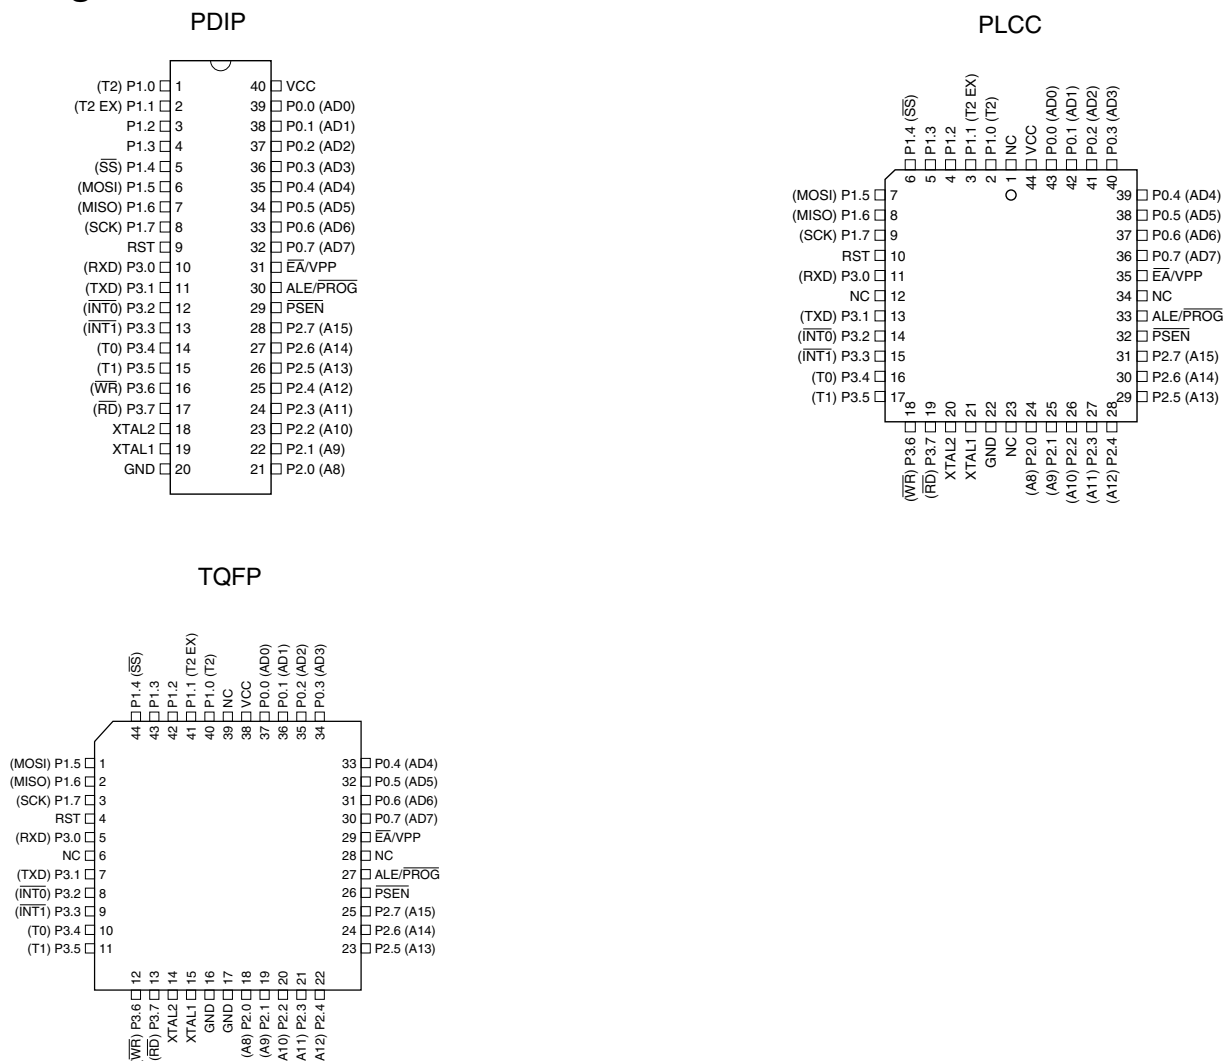 PDIP
(T2) P1.0 1 40 VCC
(T2 EX) P1.1 2 39 P0.0 (AD0)
P1.2 3 38 P0.1 (AD1)
P1.3 4 37 P0.2 (AD2)
(SS) P1.4 5 36 P0.3 (AD3)
(MOSI) P1.5 6 35 P0.4 (AD4)
(MISO) P1.6 7 34 P0.5 (AD5)
(SCK) P1.7 8 33 P0.6 (AD6)
RST 9 32 P0.7 (AD7)
(RXD) P3.0 10 31 EA/VPP
(TXD) P3.1 11 30 ALE/PROG
(INT0) P3.2 12 29 PSEN
(INT1) P3.3 13 28 P2.7 (A15)
(T0) P3.4 14 27 P2.6 (A14)
(T1) P3.5 15 26 P2.5 (A13)
(WR) P3.6 16 25 P2.4 (A12)
(RD) P3.7 17 24 P2.3 (A11)
XTAL2 18 23 P2.2 (A10)
XTAL1 19 22 P2.1 (A9)
GND 20 21 P2.0 (A8)
PLCC
6 P1.4 (SS)
5 P1.3
4 P1.2
3 P1.1 (T2 EX)
2 P1.0 (T2)
1 NC
44 VCC
43 P0.0 (AD0)
42 P0.1 (AD1)
41 P0.2 (AD2)
40 P0.3 (AD3)
(MOSI) P1.5 7 39 P0.4 (AD4)
(MISO) P1.6 8 38 P0.5 (AD5)
(SCK) P1.7 9 37 P0.6 (AD6)
RST 10 36 P0.7 (AD7)
(RXD) P3.0 11 35 EA/VPP
NC 12 34 NC
(TXD) P3.1 13 33 ALE/PROG
(INT0) P3.2 14 32 PSEN
(INT1) P3.3 15 31 P2.7 (A15)
(T0) P3.4 16 30 P2.6 (A14)
(T1) P3.5 17 29 P2.5 (A13)
(WR) P3.6 18
(RD) P3.7 19
XTAL2 20
XTAL1 21
GND 22
NC 23
(A8) P2.0 24
(A9) P2.1 25
(A10) P2.2 26
(A11) P2.3 27
(A12) P2.4 28
TQFP
44 P1.4 (SS)
43 P1.3
42 P1.2
41 P1.1 (T2 EX)
40 P1.0 (T2)
39 NC
38 VCC
37 P0.0 (AD0)
36 P0.1 (AD1)
35 P0.2 (AD2)
34 P0.3 (AD3)
(MOSI) P1.5 1 33 P0.4 (AD4)
(MISO) P1.6 2 32 P0.5 (AD5)
(SCK) P1.7 3 31 P0.6 (AD6)
RST 4 30 P0.7 (AD7)
(RXD) P3.0 5 29 EA/VPP
NC 6 28 NC
(TXD) P3.1 7 27 ALE/PROG
(INT0) P3.2 8 26 PSEN
(INT1) P3.3 9 25 P2.7 (A15)
(T0) P3.4 10 24 P2.6 (A14)
(T1) P3.5 11 23 P2.5 (A13)
(WR) P3.6 12
(RD) P3.7 13
XTAL2 14
XTAL1 15
GND 16
GND 17
(A8) P2.0 18
(A9) P2.1 19
A10) P2.2 20
A11) P2.3 21
A12) P2.4 22